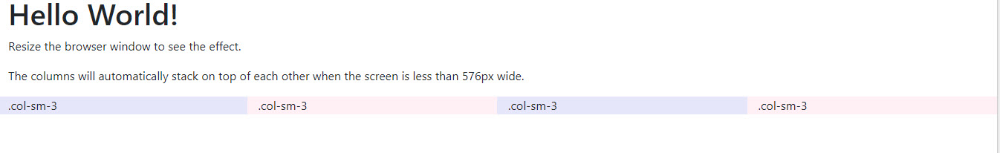 Hello World!
Resize the browser window to see the effect.
The columns will automatically stack on top of each other when the screen is less than 576px wide.
.col-sm-3 .col-sm-3 .col-sm-3 .col-sm-3